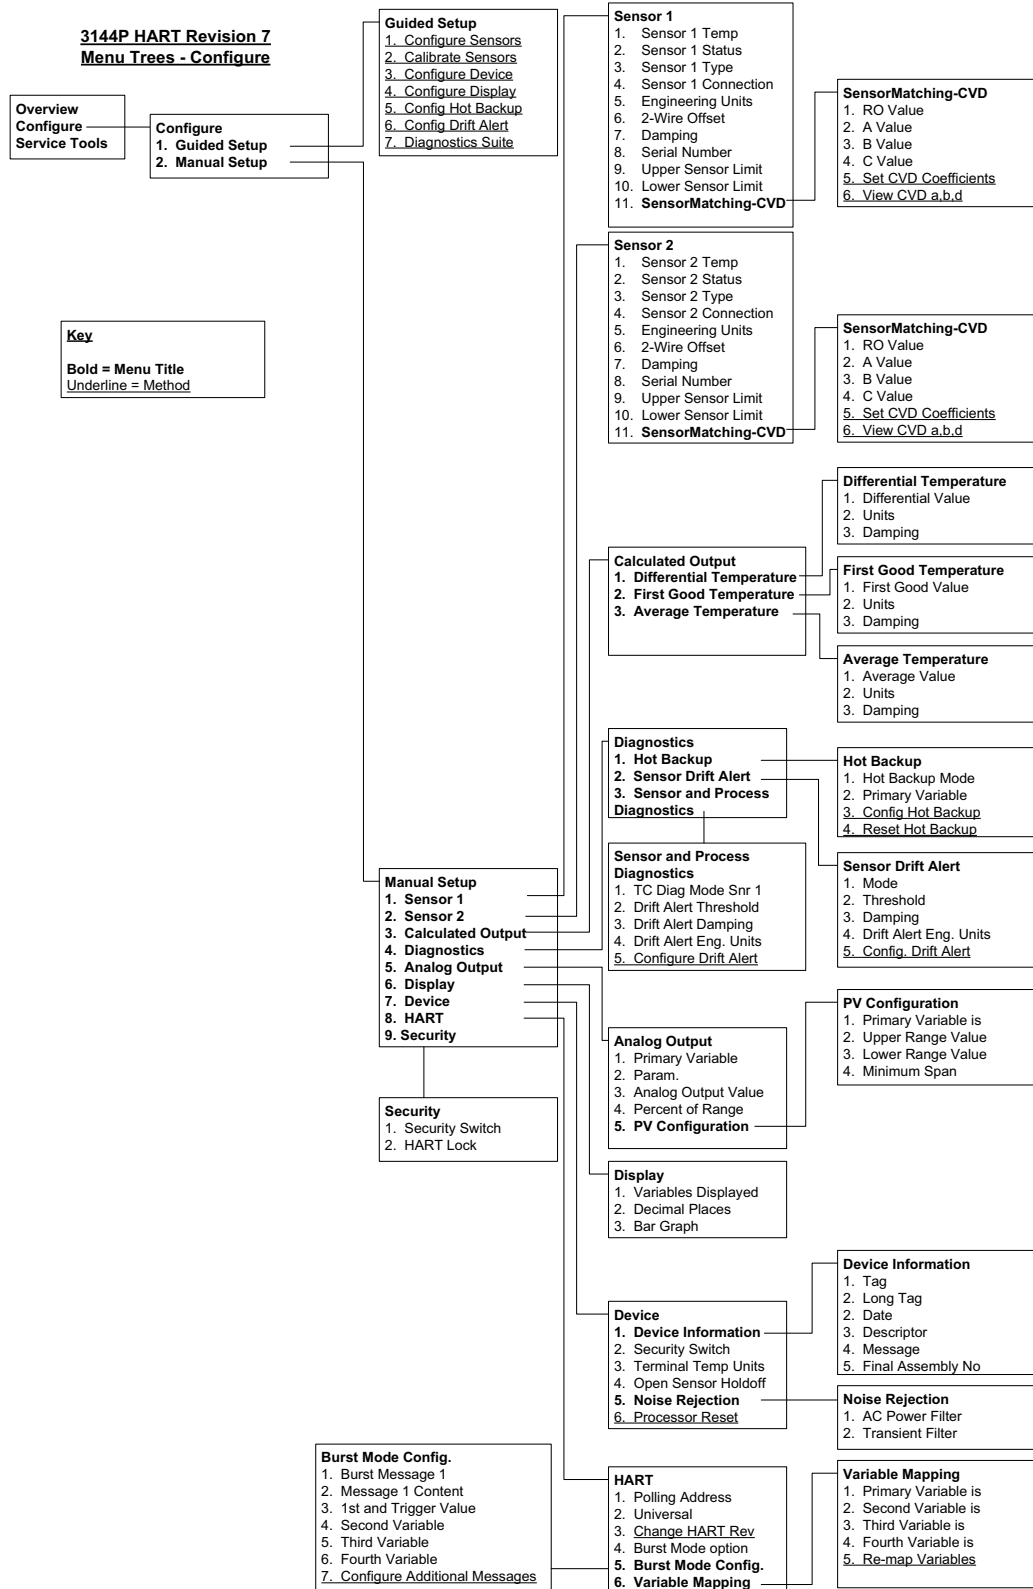 3144P HART Revision 7
Menu Trees - Configure
Overview
Configure
Service Tools
Configure
1. Guided Setup
2. Manual Setup
Key
Bold = Menu Title
Underline = Method
Guided Setup
1. Configure Sensors
2. Calibrate Sensors
3. Configure Device
4. Configure Display
5. Config Hot Backup
6. Config Drift Alert
7. Diagnostics Suite
Manual Setup
1. Sensor 1
2. Sensor 2
3. Calculated Output
4. Diagnostics
5. Analog Output
6. Display
7. Device
8. HART
9. Security
Security
1. Security Switch
2. HART Lock
Sensor 1
1. Sensor 1 Temp
2. Sensor 1 Status
3. Sensor 1 Type
4. Sensor 1 Connection
5. Engineering Units
6. 2-Wire Offset
7. Damping
8. Serial Number
9. Upper Sensor Limit
10. Lower Sensor Limit
11. SensorMatching-CVD
SensorMatching-CVD
1. RO Value
2. A Value
3. B Value
4. C Value
5. Set CVD Coefficients
6. View CVD a,b,d
Sensor 2
1. Sensor 2 Temp
2. Sensor 2 Status
3. Sensor 2 Type
4. Sensor 2 Connection
5. Engineering Units
6. 2-Wire Offset
7. Damping
8. Serial Number
9. Upper Sensor Limit
10. Lower Sensor Limit
11. SensorMatching-CVD
SensorMatching-CVD
1. RO Value
2. A Value
3. B Value
4. C Value
5. Set CVD Coefficients
6. View CVD a,b,d
Calculated Output
1. Differential Temperature
2. First Good Temperature
3. Average Temperature
Differential Temperature
1. Differential Value
2. Units
3. Damping
First Good Temperature
1. First Good Value
2. Units
3. Damping
Average Temperature
1. Average Value
2. Units
3. Damping
Diagnostics
1. Hot Backup
2. Sensor Drift Alert
3. Sensor and Process
Diagnostics
Hot Backup
1. Hot Backup Mode
2. Primary Variable
3. Config Hot Backup
4. Reset Hot Backup
Sensor and Process
Diagnostics
1. TC Diag Mode Snr 1
2. Drift Alert Threshold
3. Drift Alert Damping
4. Drift Alert Eng. Units
5. Configure Drift Alert
Sensor Drift Alert
1. Mode
2. Threshold
3. Damping
4. Drift Alert Eng. Units
5. Config. Drift Alert
Analog Output
1. Primary Variable
2. Param.
3. Analog Output Value
4. Percent of Range
5. PV Configuration
PV Configuration
1. Primary Variable is
2. Upper Range Value
3. Lower Range Value
4. Minimum Span
Display
1. Variables Displayed
2. Decimal Places
3. Bar Graph
Device
1. Device Information
2. Security Switch
3. Terminal Temp Units
4. Open Sensor Holdoff
5. Noise Rejection
6. Processor Reset
Device Information
1. Tag
2. Long Tag
2. Date
3. Descriptor
4. Message
5. Final Assembly No
Noise Rejection
1. AC Power Filter
2. Transient Filter
Burst Mode Config.
1. Burst Message 1
2. Message 1 Content
3. 1st and Trigger Value
4. Second Variable
5. Third Variable
6. Fourth Variable
7. Configure Additional Messages
HART
1. Polling Address
2. Universal
3. Change HART Rev
4. Burst Mode option
5. Burst Mode Config.
6. Variable Mapping
Variable Mapping
1. Primary Variable is
2. Second Variable is
3. Third Variable is
4. Fourth Variable is
5. Re-map Variables